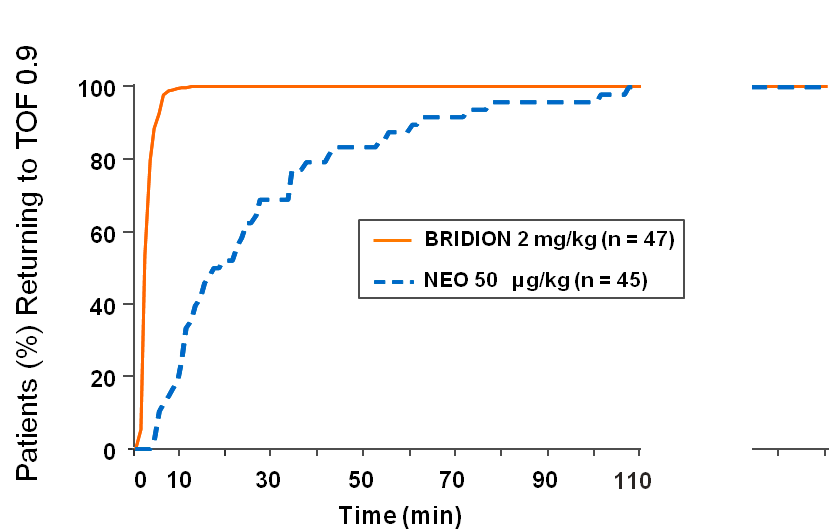 Patients (%) Returning to TOF 0.9
100
80
60
40
20
0
BRIDION 2 mg/kg (n = 47)
NEO 50 µg/kg (n = 45)
0 10 30 50 70 90 110
Time (min)